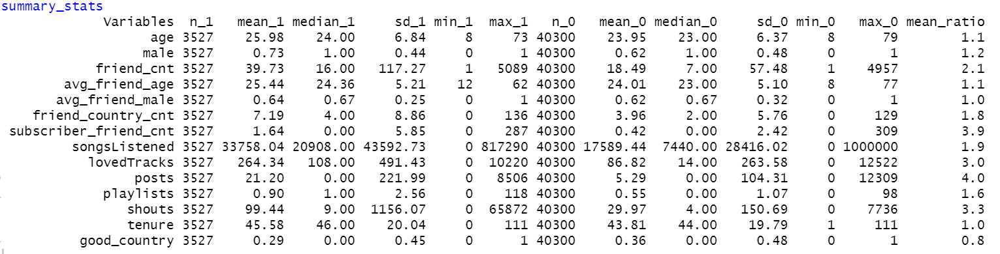 summary_stats
Variables n_1 mean_1 median_1 sd_1 min_1 max_1 n_0 mean_0 median_0 sd_0 min_0 max_0 mean_ratio
age 3527 25.98 24.00 6.84 8 73 40300 23.95 23.00 6.37 8 79 1.1
male 3527 0.73 1.00 0.44 0 1 40300 0.62 1.00 0.48 0 1 1.2
friend_cnt 3527 39.73 16.00 117.27 1 5089 40300 18.49 7.00 57.48 1 4957 2.1
avg_friend_age 3527 25.44 24.36 5.21 12 62 40300 24.01 23.00 5.10 8 77 1.1
avg_friend_male 3527 0.64 0.67 0.25 0 1 40300 0.62 0.67 0.32 0 1 1.0
friend_country_cnt 3527 7.19 4.00 8.86 0 136 40300 3.96 2.00 5.76 0 129 1.8
subscriber_friend_cnt 3527 1.64 0.00 5.85 0 287 40300 0.42 0.00 2.42 0 309 3.9
songsListened 3527 33758.04 20908.00 43592.73 0 817290 40300 17589.44 7440.00 28416.02 0 1000000 1.9
lovedTracks 3527 264.34 108.00 491.43 0 10220 40300 86.82 14.00 263.58 0 12522 3.0
posts 3527 21.20 0.00 221.99 0 8506 40300 5.29 0.00 104.31 0 12309 4.0
playlists 3527 0.90 1.00 2.56 0 118 40300 0.55 0.00 1.07 0 98 1.6
shouts 3527 99.44 9.00 1156.07 0 65872 40300 29.97 4.00 150.69 0 7736 3.3
tenure 3527 45.58 46.00 20.04 0 111 40300 43.81 44.00 19.79 1 111 1.0
good_country 3527 0.29 0.00 0.45 0 1 40300 0.36 0.00 0.48 0 1 0.8